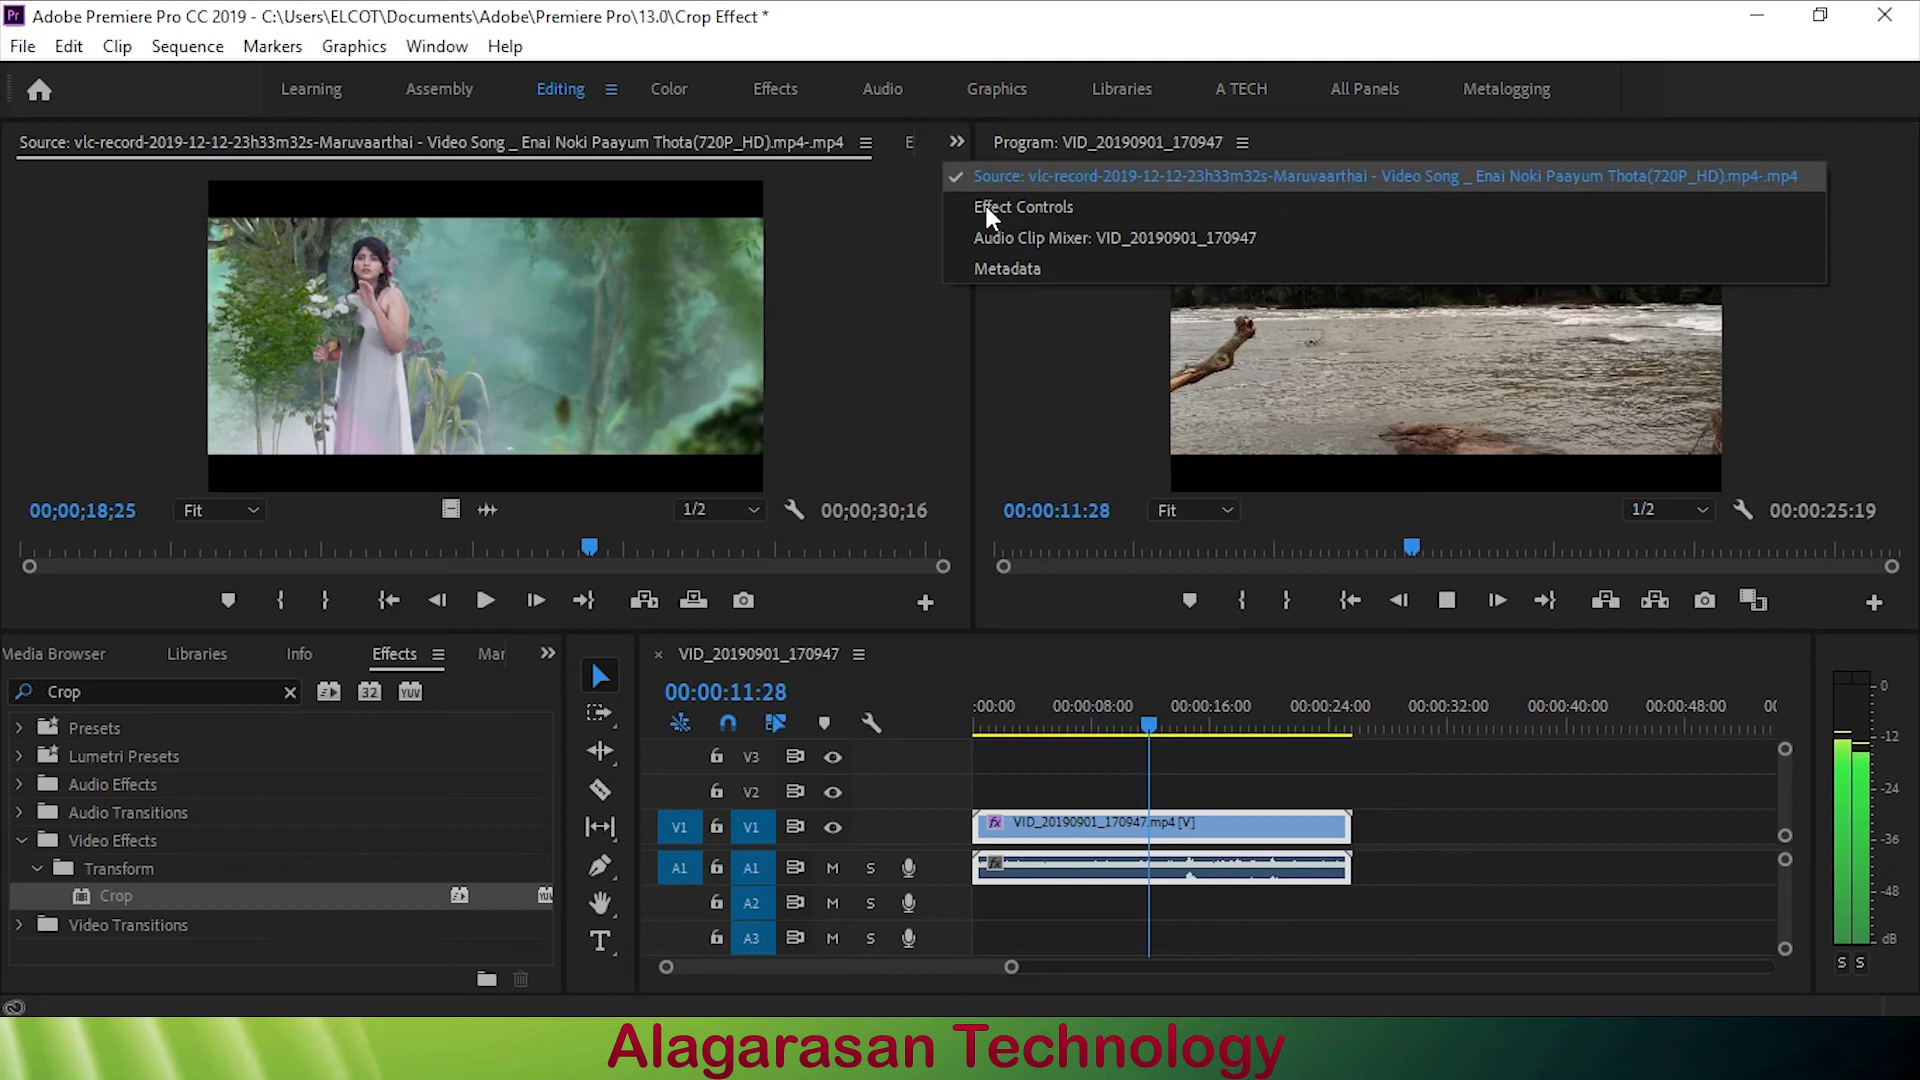 Adobe Premiere Pro CC 2019 - C:\Users\ELCOT\Documents\Adobe\Premiere Pro\13.0\Crop Effect *
File Edit Clip Sequence Markers Graphics Window Help
Learning Assembly Editing Color Effects Audio Graphics Libraries A TECH All Panels Metalogging
Source: vlc-record-2019-12-12-23h33m32s-Maruvaarthai - Video Song _ Enai Noki Paayum Thota(720P_HD).mp4-.mp4 E
Program: VID_20190901_170947
Source: vlc-record-2019-12-12-23h33m32s-Maruvaarthai - Video Song _ Enai Noki Paayum Thota(720P_HD).mp4-.mp4
Effect Controls
Audio Clip Mixer: VID_20190901_170947
Metadata
00;00;18;25 Fit 1/2 00;00;30;16
00:00:11:28 Fit 1/2 00:00:25:19
Media Browser Libraries Info Effects Mar
Crop 32 YUV
Presets
Lumetri Presets
Audio Effects
Audio Transitions
Video Effects
Transform
Crop YUV
Video Transitions
VID_20190901_170947
00:00:11:28
:00:00 00:00:08:00 00:00:16:00 00:00:24:00 00:00:32:00 00:00:40:00 00:00:48:00 00
V3
V2
V1 V1 fx VID_20190901_170947.mp4 [V]
A1 A1 M S fx
A2 M S
A3 M S
0
-12
-24
-36
-48
dB
S S
Alagarasan Technology